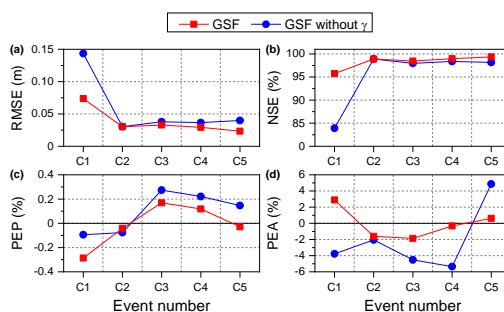 GSF GSF without γ
(a) (b)
RMSE (m) 0.15 0.10 0.05 0
C1 C2 C3 C4 C5
NSE (%) 100 95 90 85 0
C1 C2 C3 C4 C5
(c) (d)
PEP (%) 0.4 0.2 0.0 -0.2 -0.4
C1 C2 C3 C4 C5
Event number
PEA (%) 6 4 2 0 -2 -4 -6
C1 C2 C3 C4 C5
Event number